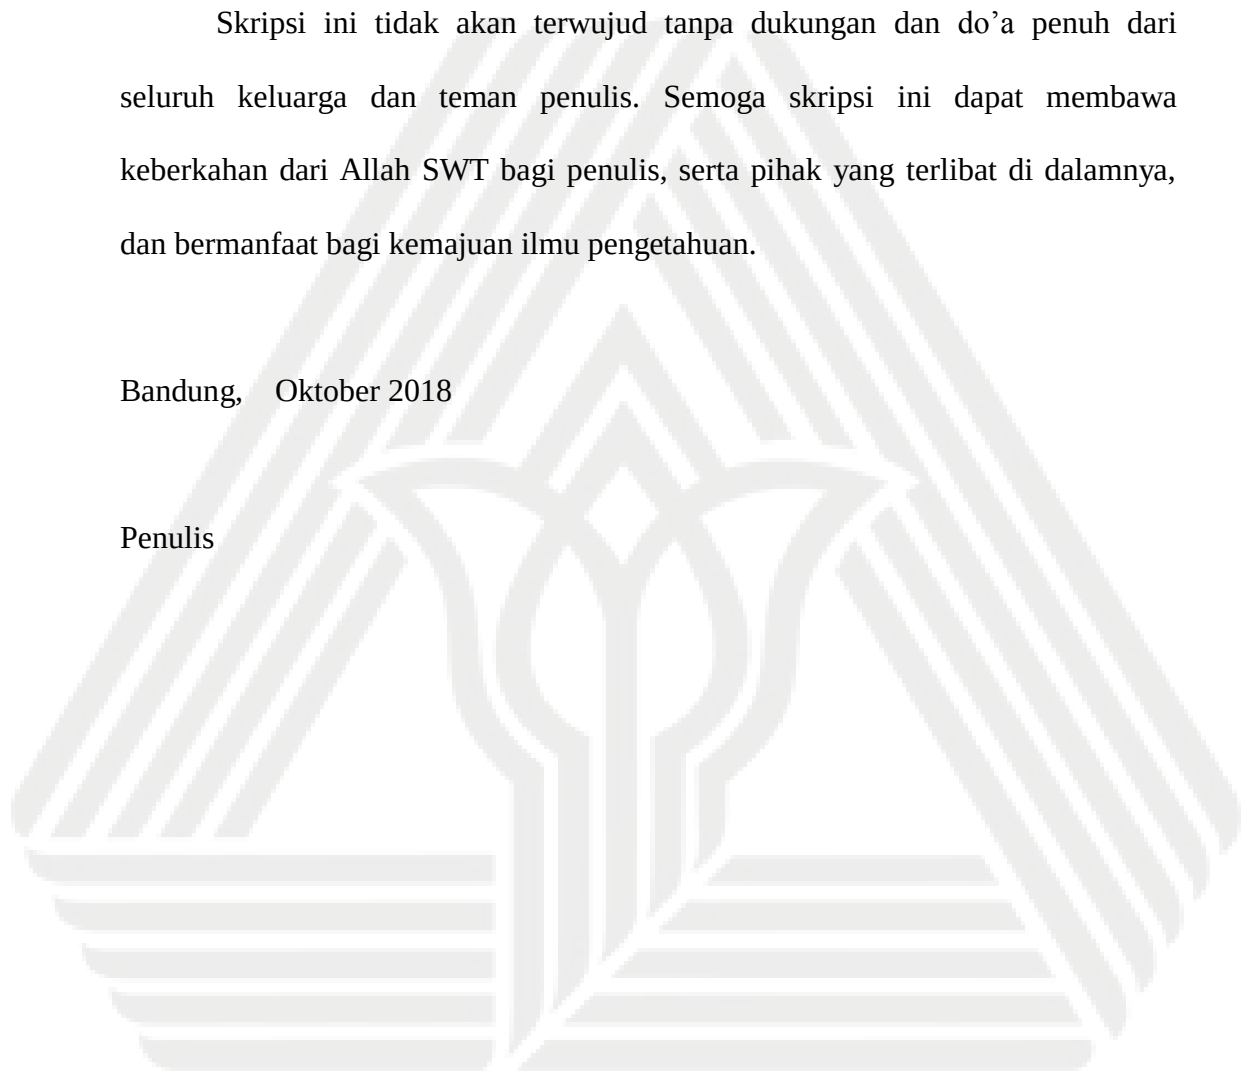 Skripsi ini tidak akan terwujud tanpa dukungan dan do’a penuh dari
seluruh keluarga dan teman penulis. Semoga skripsi ini dapat membawa
keberkahan dari Allah SWT bagi penulis, serta pihak yang terlibat di dalamnya,
dan bermanfaat bagi kemajuan ilmu pengetahuan.
Bandung, Oktober 2018
Penulis